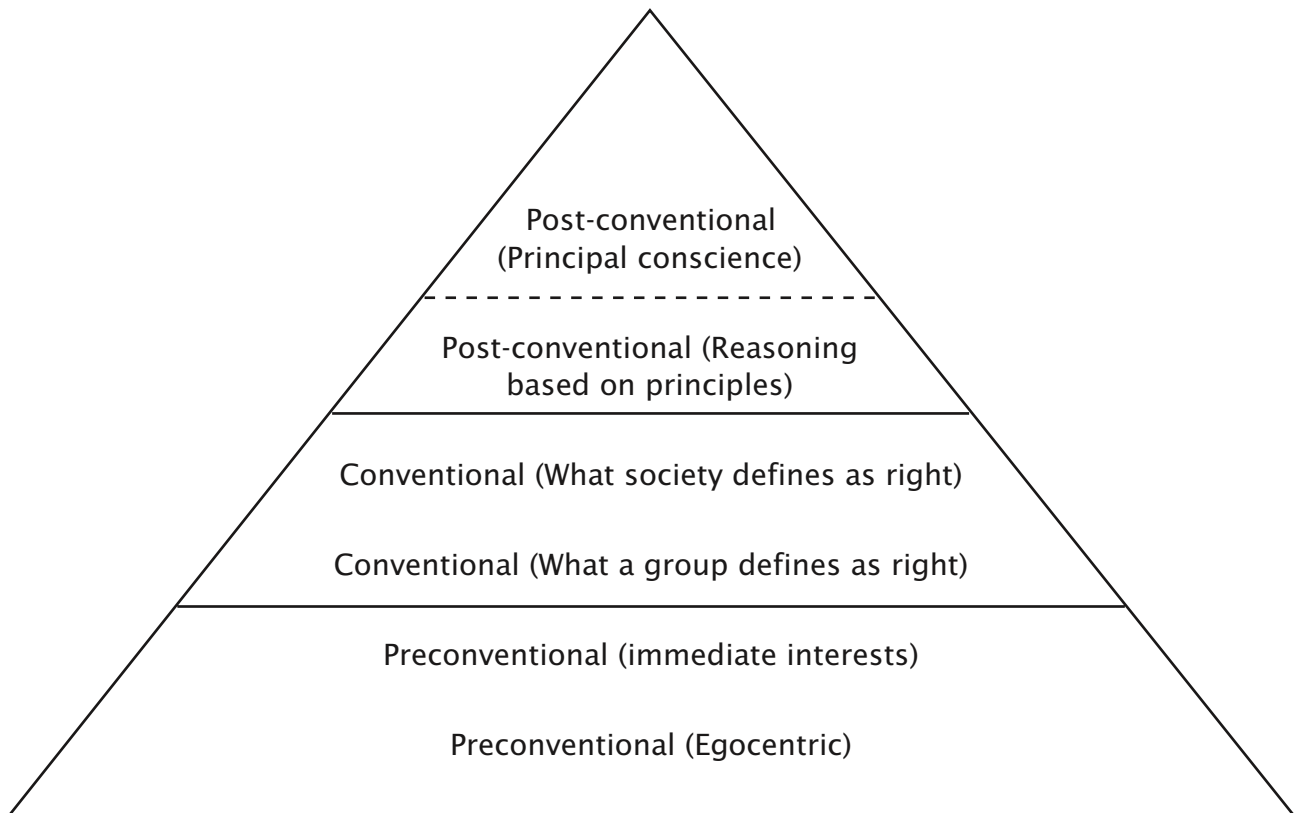 Post-conventional
(Principal conscience)
Post-conventional (Reasoning
based on principles)
Conventional (What society defines as right)
Conventional (What a group defines as right)
Preconventional (immediate interests)
Preconventional (Egocentric)